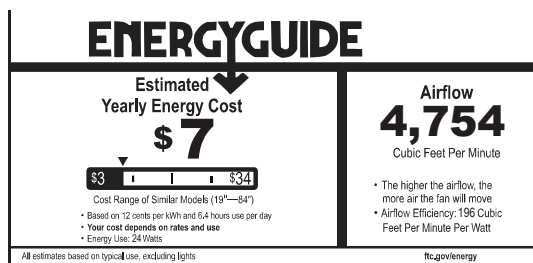 ENERGYGUIDE
Estimated
Yearly Energy Cost
$7
$3 $34
Cost Range of Similar Models (19"—84")
• Based on 12 cents per kWh and 6.4 hours use per day
• Your cost depends on rates and use
• Energy Use: 24 Watts
Airflow
4,754
Cubic Feet Per Minute
• The higher the airflow, the
more air the fan will move
• Airflow Efficiency: 196 Cubic
Feet Per Minute Per Watt
All estimates based on typical use, excluding lights
ftc.gov/energy